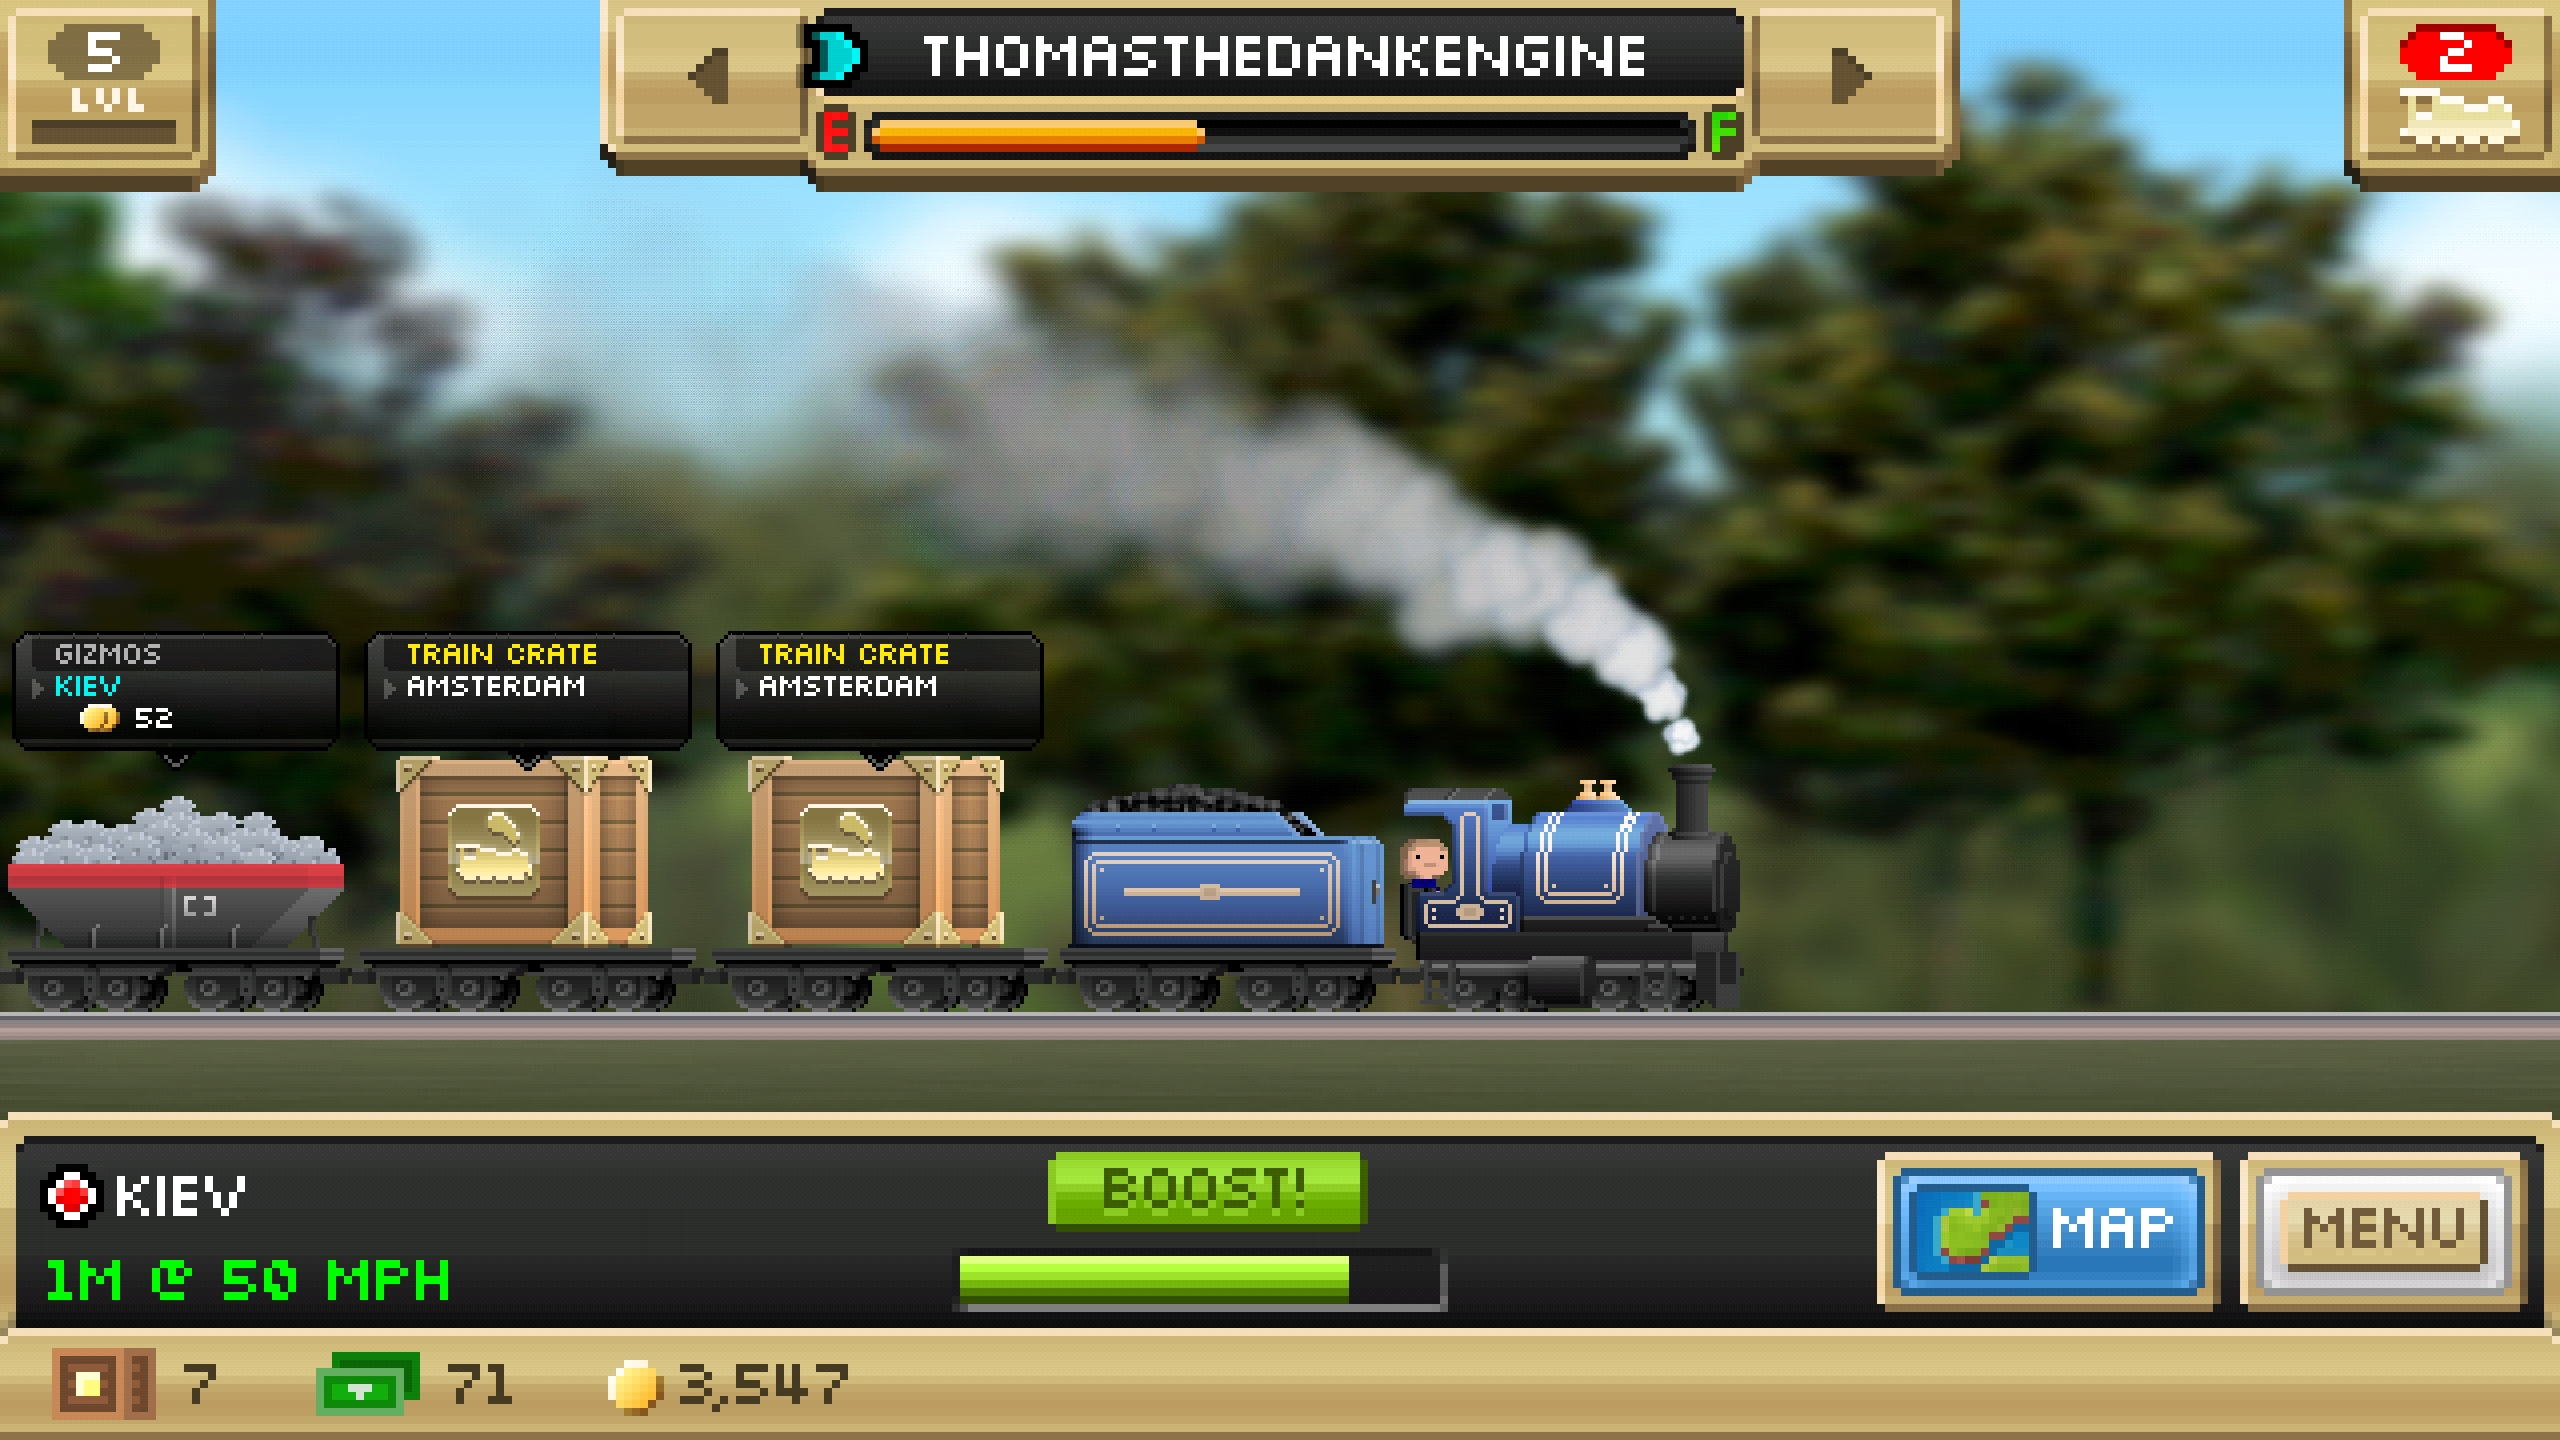 5
LVL
THOMASTHEDANKENGINE
E
F
2
GIZMOS
KIEV
52
TRAIN CRATE
AMSTERDAM
TRAIN CRATE
AMSTERDAM
KIEV
1M @ 50 MPH
BOOST!
MAP
MENU
7
71
3,547